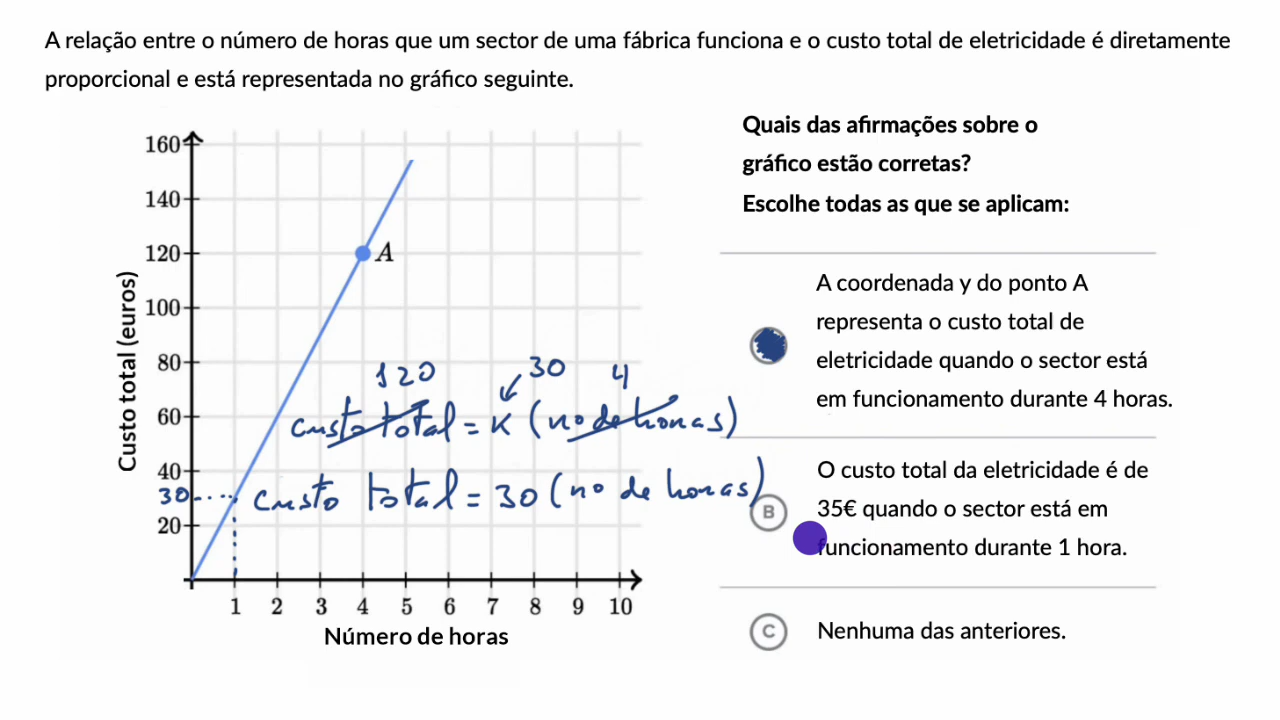 A relação entre o número de horas que um sector de uma fábrica funciona e o custo total de eletricidade é diretamente
proporcional e está representada no gráfico seguinte.
160
140
120
100
80
60
40
30
20
A
Custo total (euros)
120
30
4
custo total = K (no de horas)
custo total = 30 (no de horas)
1 2 3 4 5 6 7 8 9 10
Número de horas
Quais das afirmações sobre o
gráfico estão corretas?
Escolhe todas as que se aplicam:
A coordenada y do ponto A
representa o custo total de
eletricidade quando o sector está
em funcionamento durante 4 horas.
B
O custo total da eletricidade é de
35€ quando o sector está em
funcionamento durante 1 hora.
C
Nenhuma das anteriores.